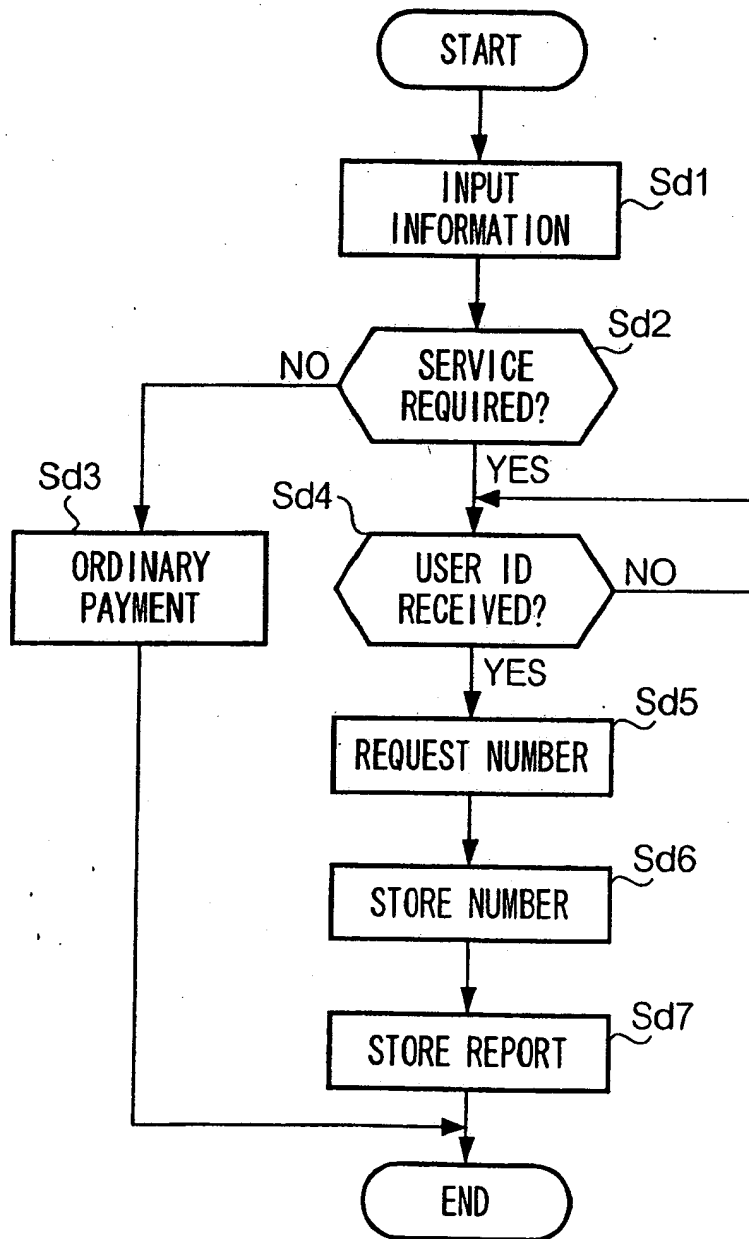 START
INPUT
INFORMATION
Sd1
SERVICE
REQUIRED?
Sd2
NO
YES
Sd3
ORDINARY
PAYMENT
Sd4
USER ID
RECEIVED?
NO
YES
Sd5
REQUEST NUMBER
Sd6
STORE NUMBER
Sd7
STORE REPORT
END